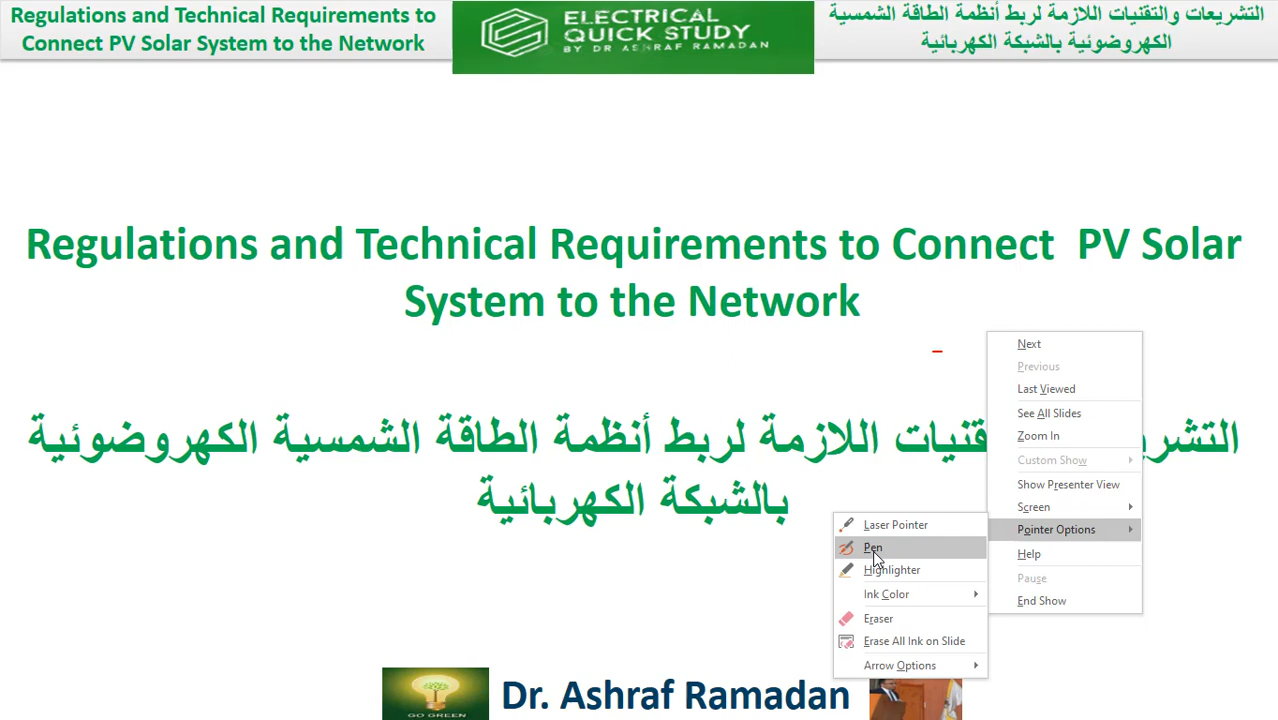 Regulations and Technical Requirements to
Connect PV Solar System to the Network
ELECTRICAL
QUICK STUDY
BY DR ASHRAF RAMADAN
التشريعات والتقنيات اللازمة لربط أنظمة الطاقة الشمسية
الكهروضوئية بالشبكة الكهربائية
Regulations and Technical Requirements to Connect PV Solar
System to the Network
قنيات اللازمة لربط أنظمة الطاقة الشمسية الكهروضوئية
بالشبكة الكهربائية
Next
Previous
Last Viewed
See All Slides
Zoom In
Custom Show
Show Presenter View
Screen
Pointer Options
Help
Pause
End Show
Laser Pointer
Pen
Highlighter
Ink Color
Eraser
Erase All Ink on Slide
Arrow Options
GO GREEN
Dr. Ashraf Ramadan